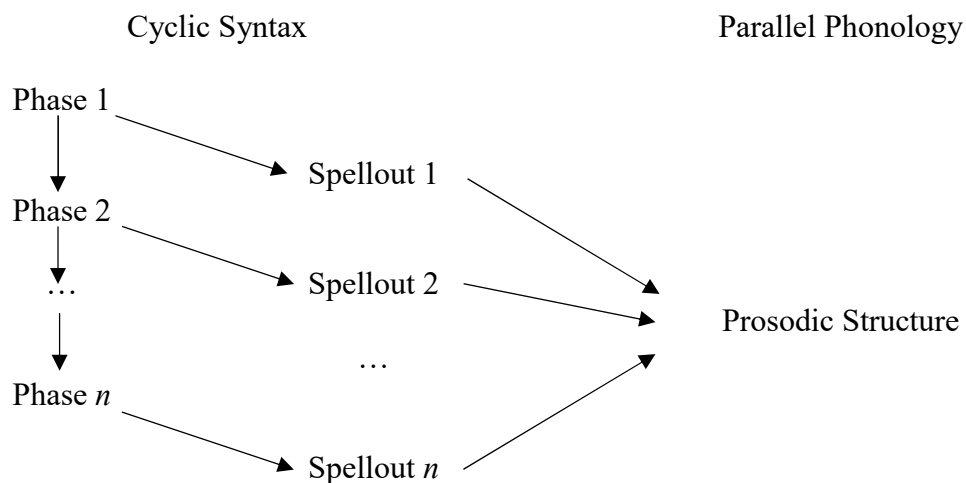 Cyclic Syntax
Parallel Phonology
Phase 1
Spellout 1
Phase 2
Spellout 2
…
Prosodic Structure
…
Phase n
Spellout n